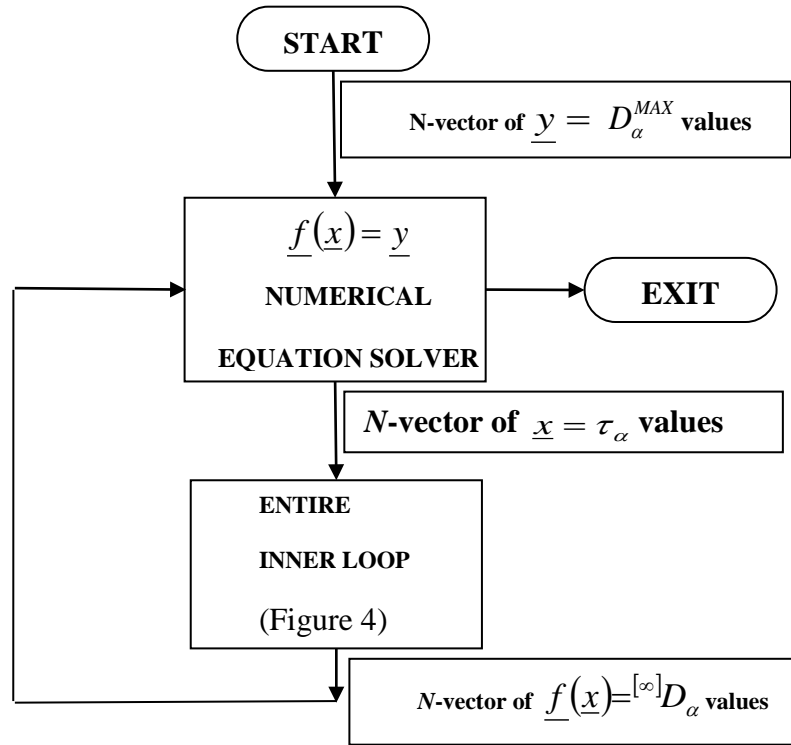 START
N-vector of y = D_α^{MAX} values
f(x) = y
NUMERICAL
EQUATION SOLVER
EXIT
N-vector of x = τ_α values
ENTIRE
INNER LOOP
(Figure 4)
N-vector of f(x)=^{[∞]}D_α values